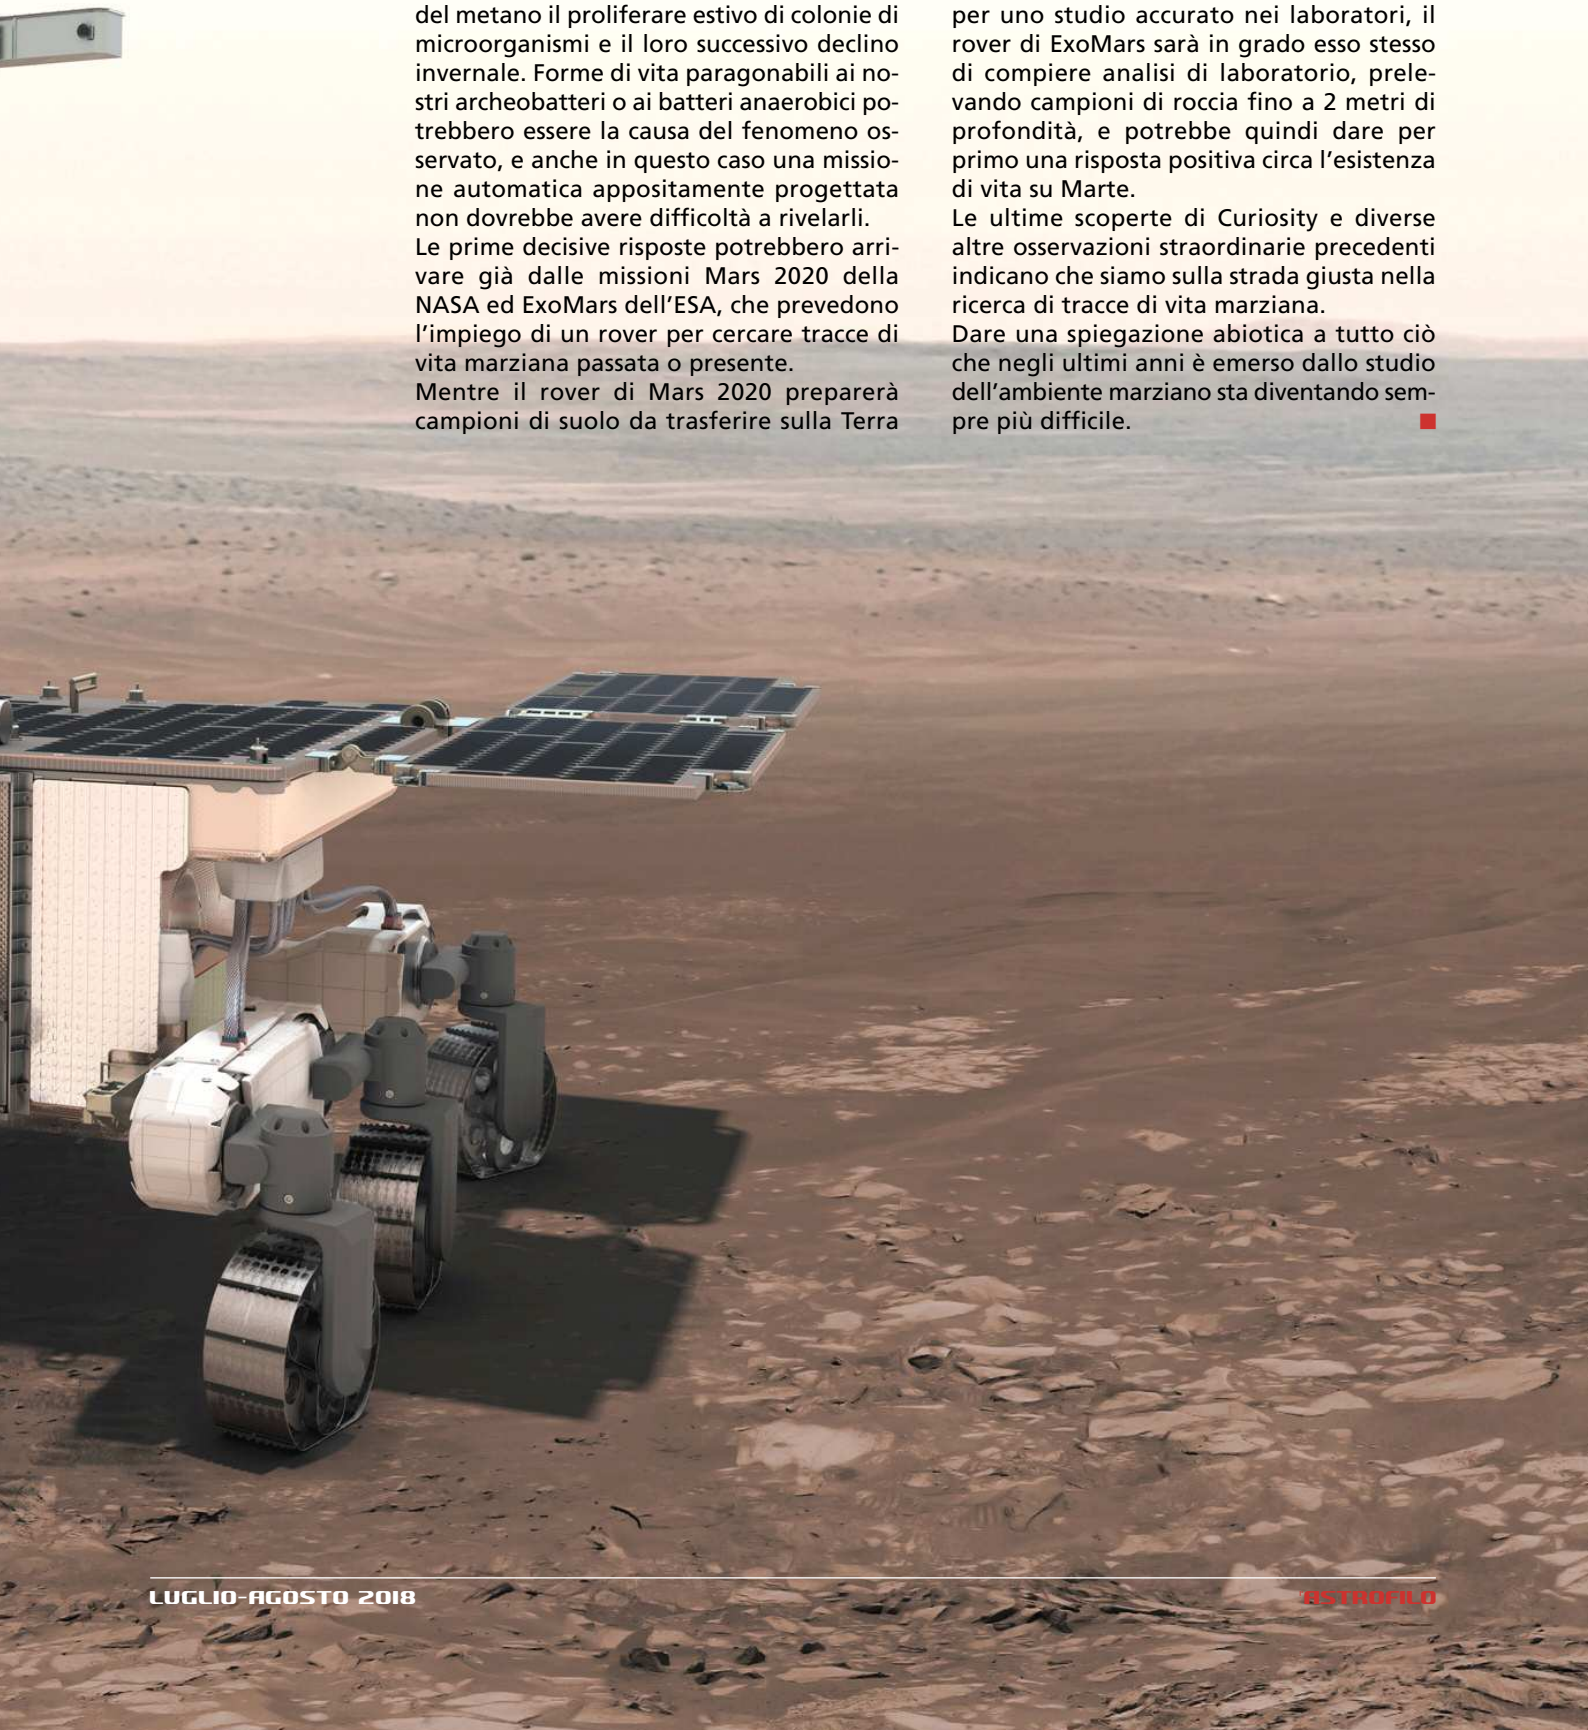 del metano il proliferare estivo di colonie di
microorganismi e il loro successivo declino
invernale. Forme di vita paragonabili ai no-
stri archeobatteri o ai batteri anaerobici po-
trebbero essere la causa del fenomeno os-
servato, e anche in questo caso una missio-
ne automatica appositamente progettata
non dovrebbe avere difficoltà a rivelarli.
Le prime decisive risposte potrebbero arri-
vare già dalle missioni Mars 2020 della
NASA ed ExoMars dell’ESA, che prevedono
l’impiego di un rover per cercare tracce di
vita marziana passata o presente.
Mentre il rover di Mars 2020 preparerà
campioni di suolo da trasferire sulla Terra
per uno studio accurato nei laboratori, il
rover di ExoMars sarà in grado esso stesso
di compiere analisi di laboratorio, prele-
vando campioni di roccia fino a 2 metri di
profondità, e potrebbe quindi dare per
primo una risposta positiva circa l’esistenza
di vita su Marte.
Le ultime scoperte di Curiosity e diverse
altre osservazioni straordinarie precedenti
indicano che siamo sulla strada giusta nella
ricerca di tracce di vita marziana.
Dare una spiegazione abiotica a tutto ciò
che negli ultimi anni è emerso dallo studio
dell’ambiente marziano sta diventando sem-
pre più difficile.
LUGLIO-AGOSTO 2018
l'ASTROFILO